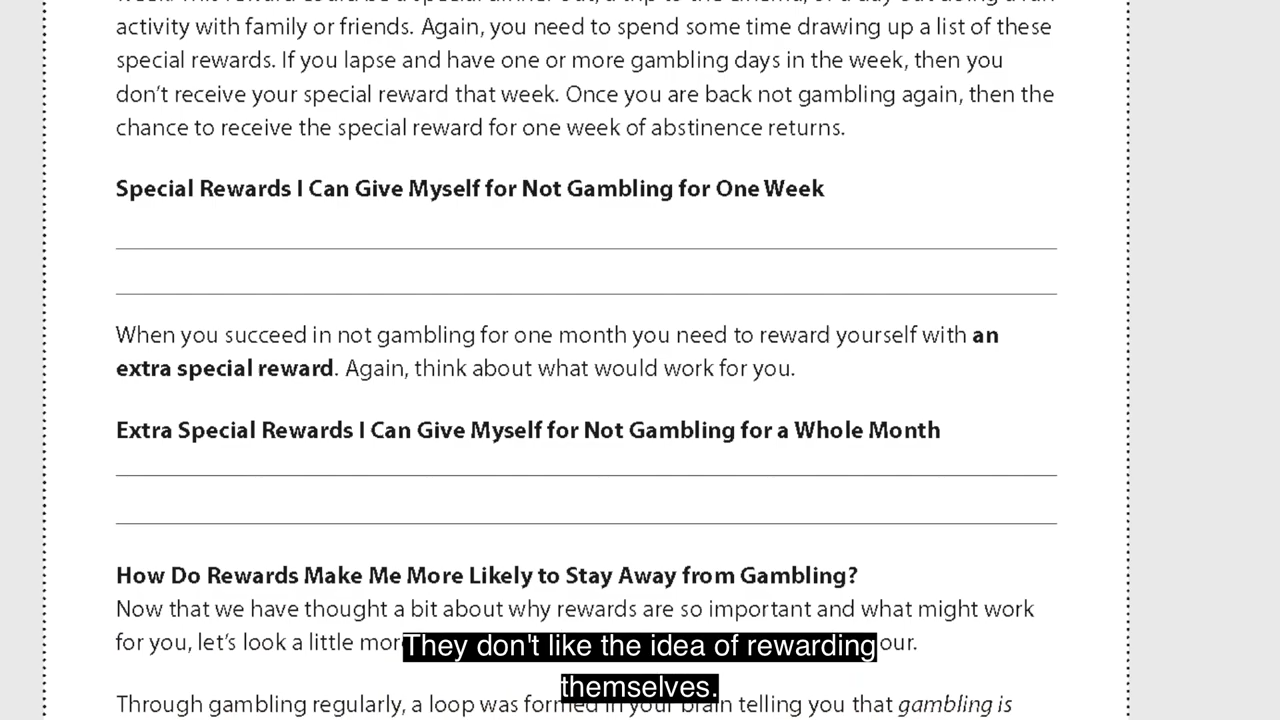 activity with family or friends. Again, you need to spend some time drawing up a list of these
special rewards. If you lapse and have one or more gambling days in the week, then you
don’t receive your special reward that week. Once you are back not gambling again, then the
chance to receive the special reward for one week of abstinence returns.
Special Rewards I Can Give Myself for Not Gambling for One Week
When you succeed in not gambling for one month you need to reward yourself with an
extra special reward. Again, think about what would work for you.
Extra Special Rewards I Can Give Myself for Not Gambling for a Whole Month
How Do Rewards Make Me More Likely to Stay Away from Gambling?
Now that we have thought a bit about why rewards are so important and what might work
for you, let’s look a little mor our.
They don't like the idea of rewarding
themselves.
Through gambling regularly, a loop was formed in your brain telling you that gambling is